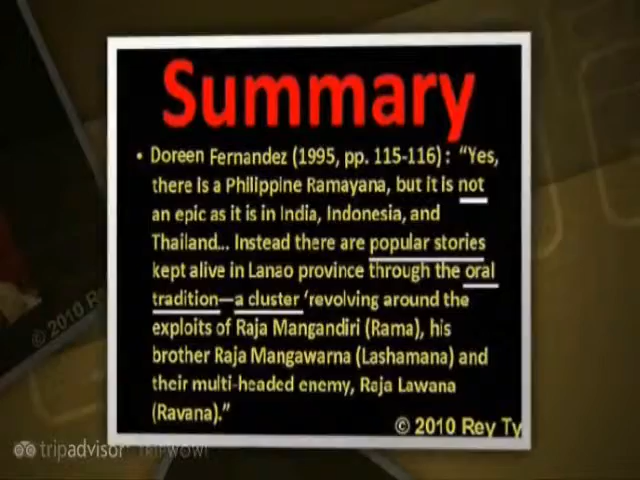 Summary
• Doreen Fernandez (1995, pp. 115-116): "Yes,
there is a Philippine Ramayana, but it is not
an epic as it is in India, Indonesia, and
Thailand... Instead there are popular stories
kept alive in Lanao province through the oral
tradition—a cluster 'revolving around the
exploits of Raja Mangandiri (Rama), his
brother Raja Mangawarna (Lashamana) and
their multi-headed enemy, Raja Lawana
(Ravana)."
© 2010 Rey Ty
© 2010 Re
tripadvisor TRIPWOW!